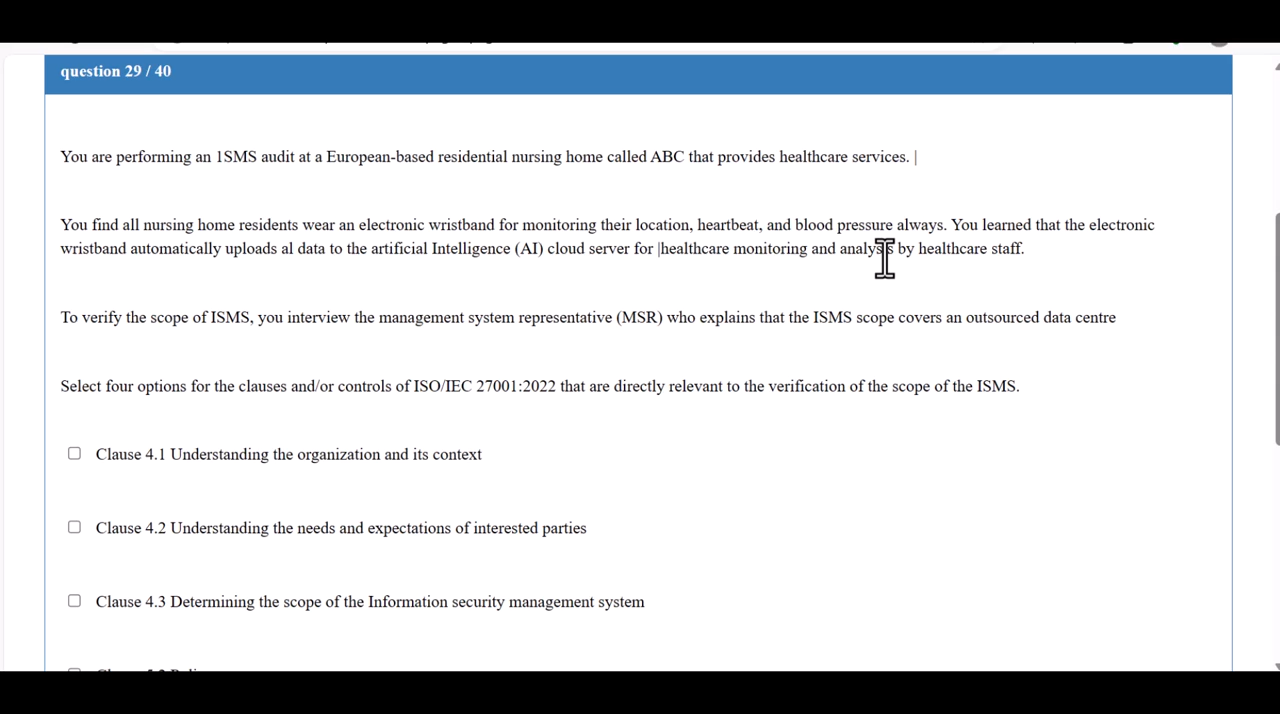 question 29 / 40
You are performing an 1SMS audit at a European-based residential nursing home called ABC that provides healthcare services. |
You find all nursing home residents wear an electronic wristband for monitoring their location, heartbeat, and blood pressure always. You learned that the electronic
wristband automatically uploads al data to the artificial Intelligence (AI) cloud server for |healthcare monitoring and analysis by healthcare staff.
To verify the scope of ISMS, you interview the management system representative (MSR) who explains that the ISMS scope covers an outsourced data centre
Select four options for the clauses and/or controls of ISO/IEC 27001:2022 that are directly relevant to the verification of the scope of the ISMS.
Clause 4.1 Understanding the organization and its context
Clause 4.2 Understanding the needs and expectations of interested parties
Clause 4.3 Determining the scope of the Information security management system